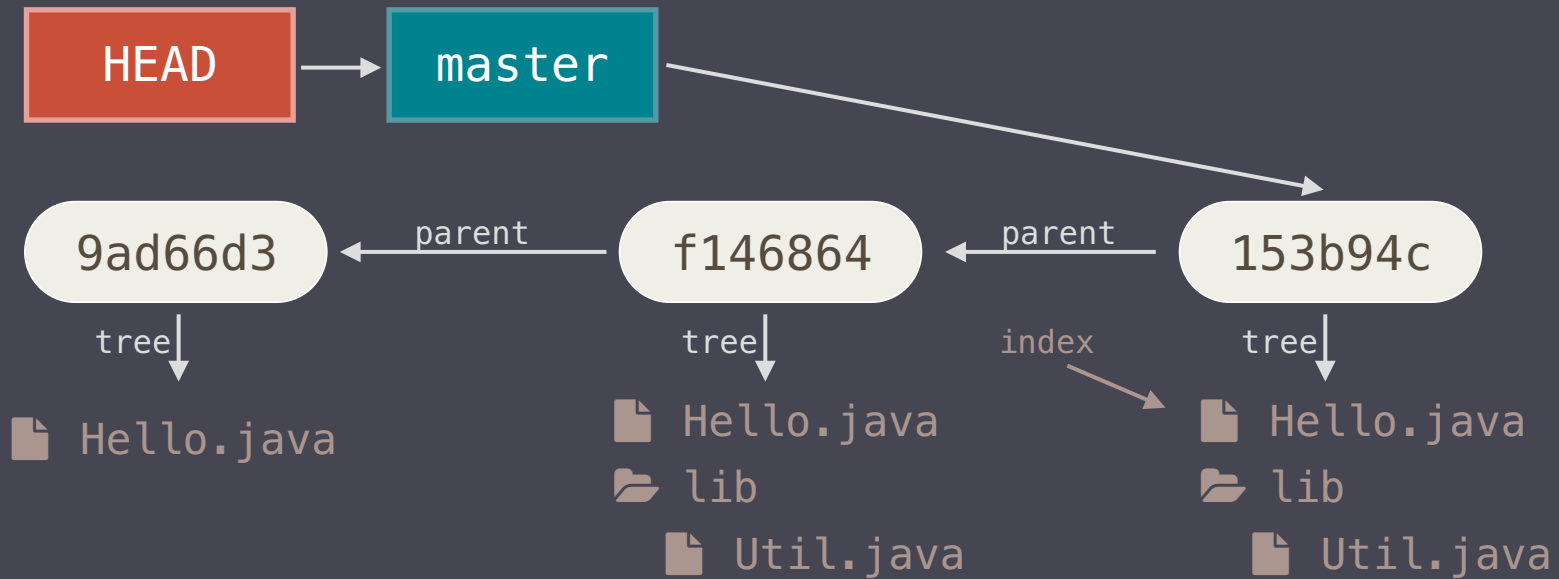 HEAD
master
9ad66d3
parent
f146864
parent
153b94c
tree
tree
index
tree
Hello.java
Hello.java
lib
Util.java
Hello.java
lib
Util.java